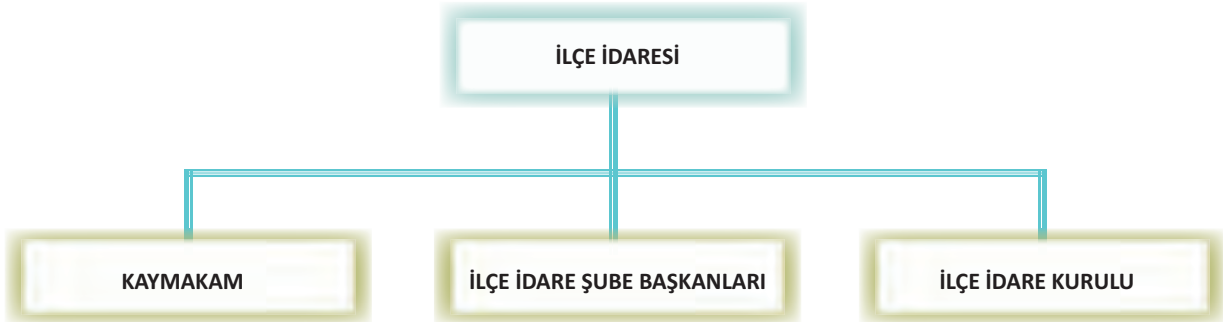 İLÇE İDARESİ
KAYMAKAM
İLÇE İDARE ŞUBE BAŞKANLARI
İLÇE İDARE KURULU